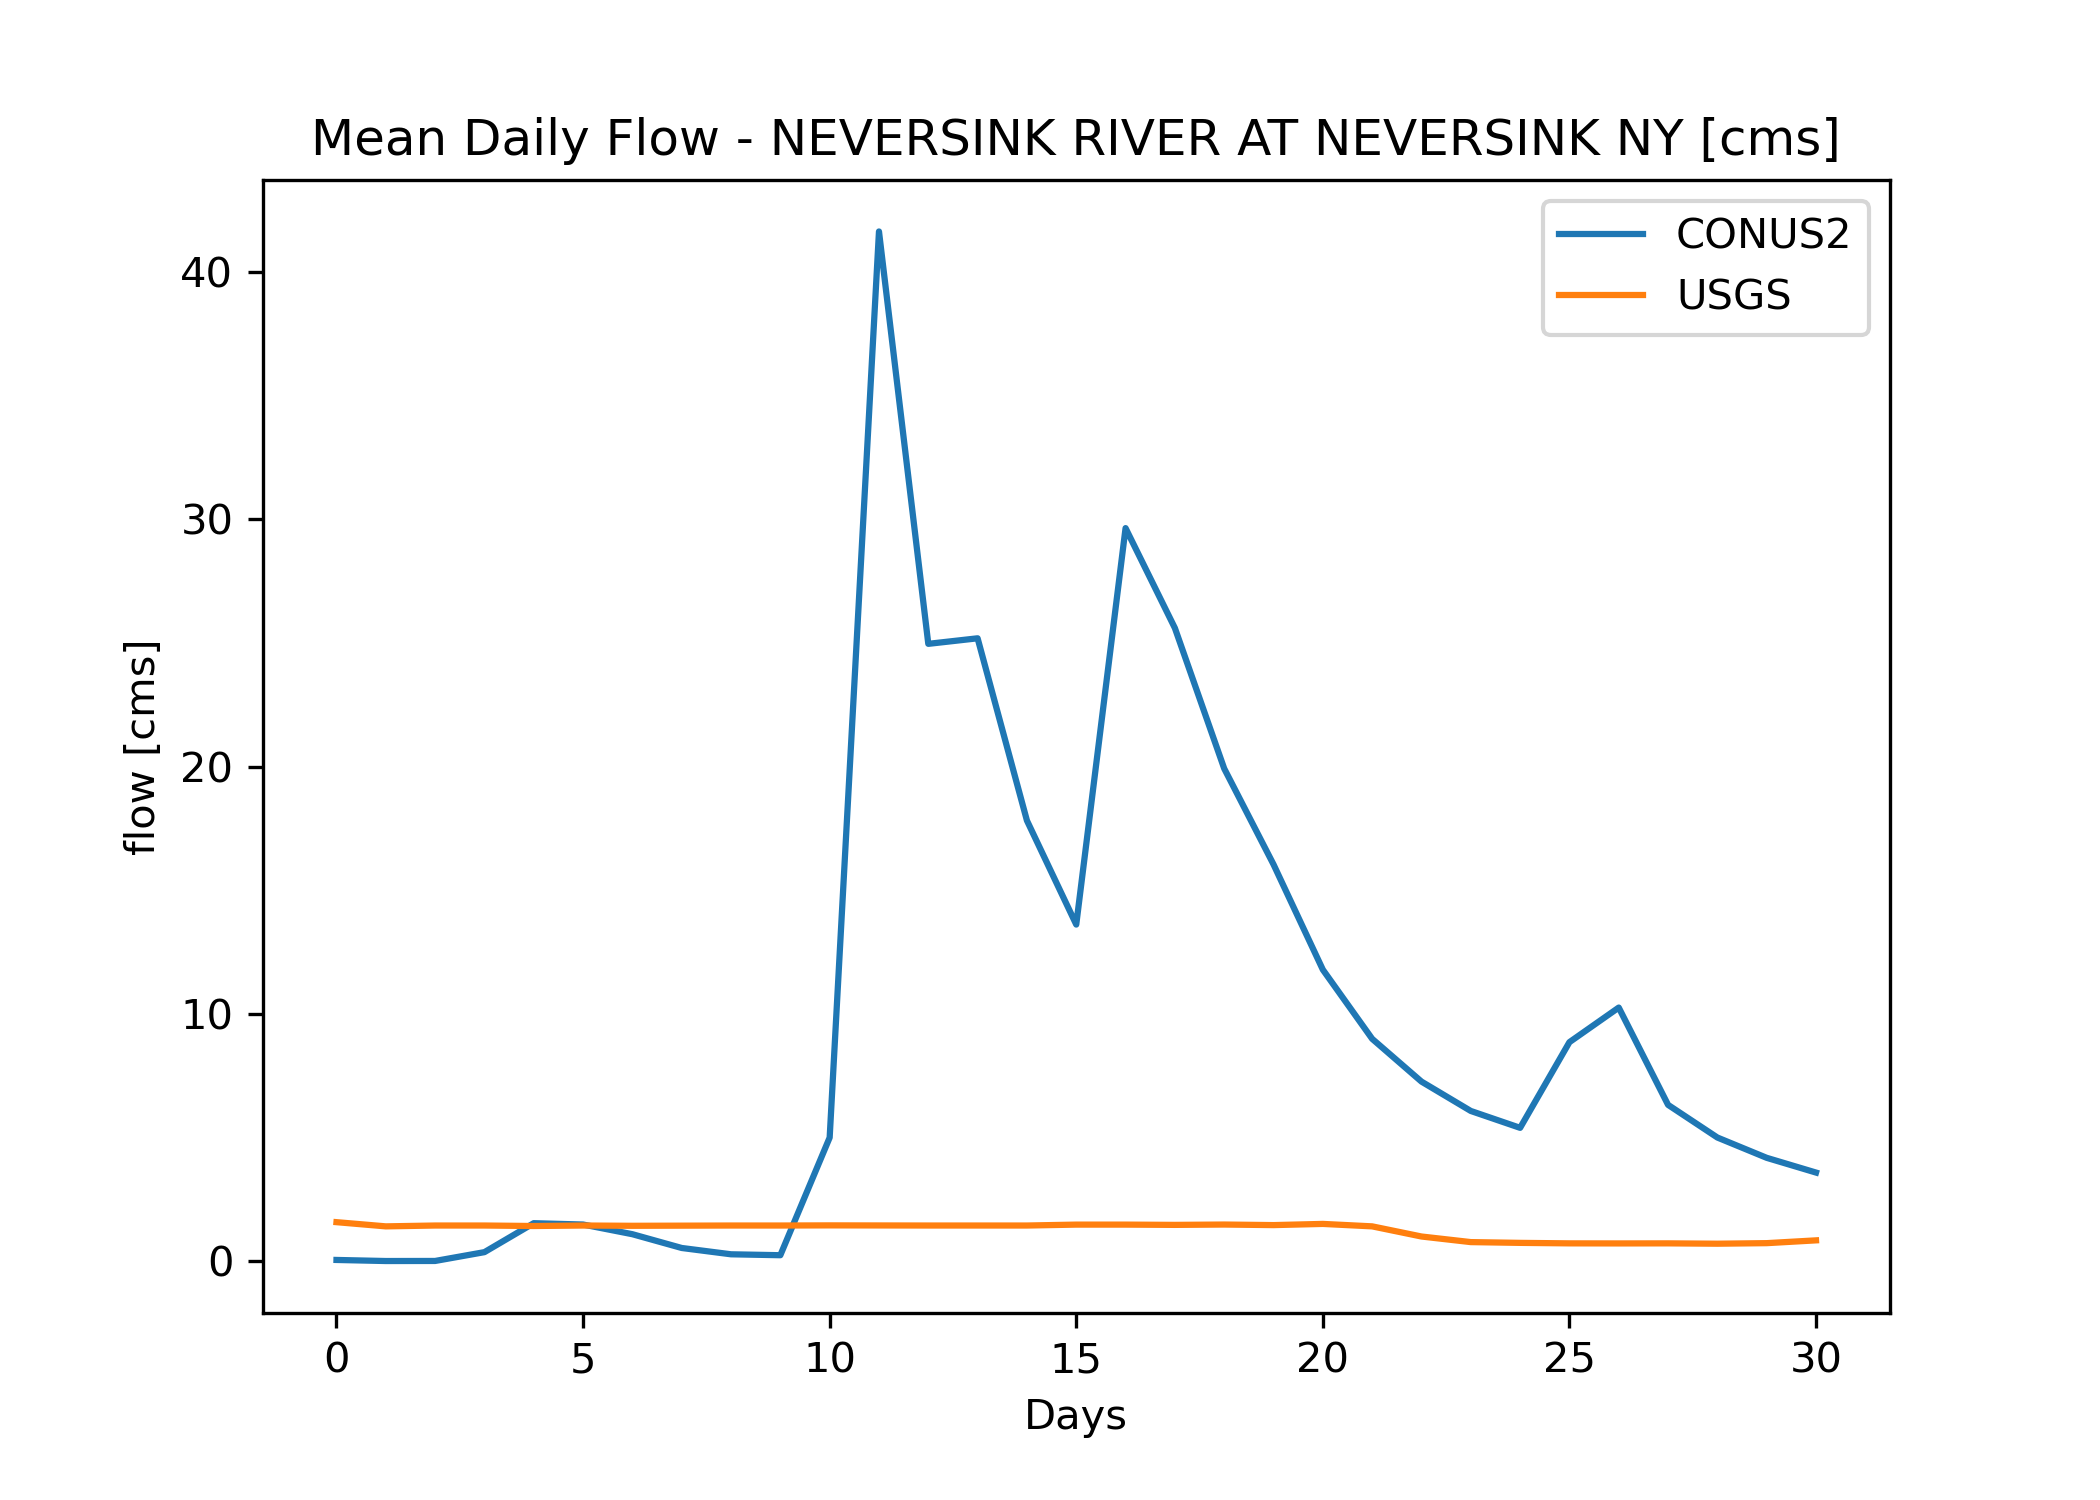 Mean Daily Flow - NEVERSINK RIVER AT NEVERSINK NY [cms]
CONUS2
USGS
flow [cms]
40
30
20
10
0
0 5 10 15 20 25 30
Days